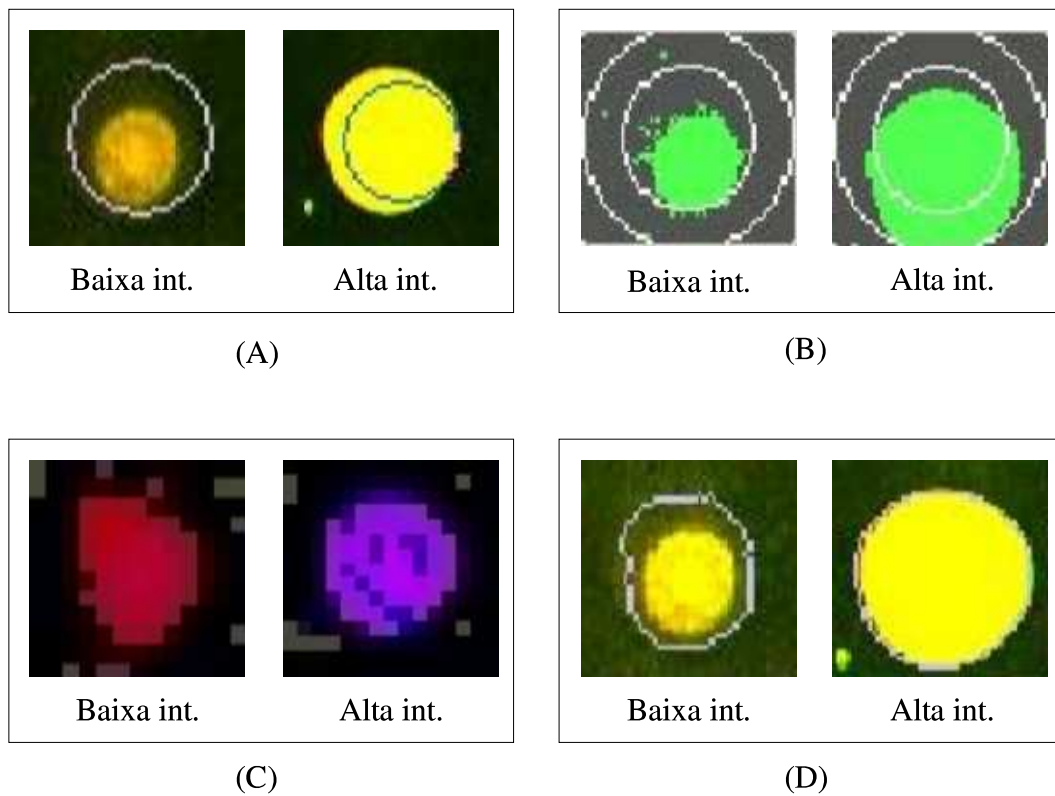 Baixa int. Alta int.
(A)
Baixa int. Alta int.
(B)
Baixa int. Alta int.
(C)
Baixa int. Alta int.
(D)